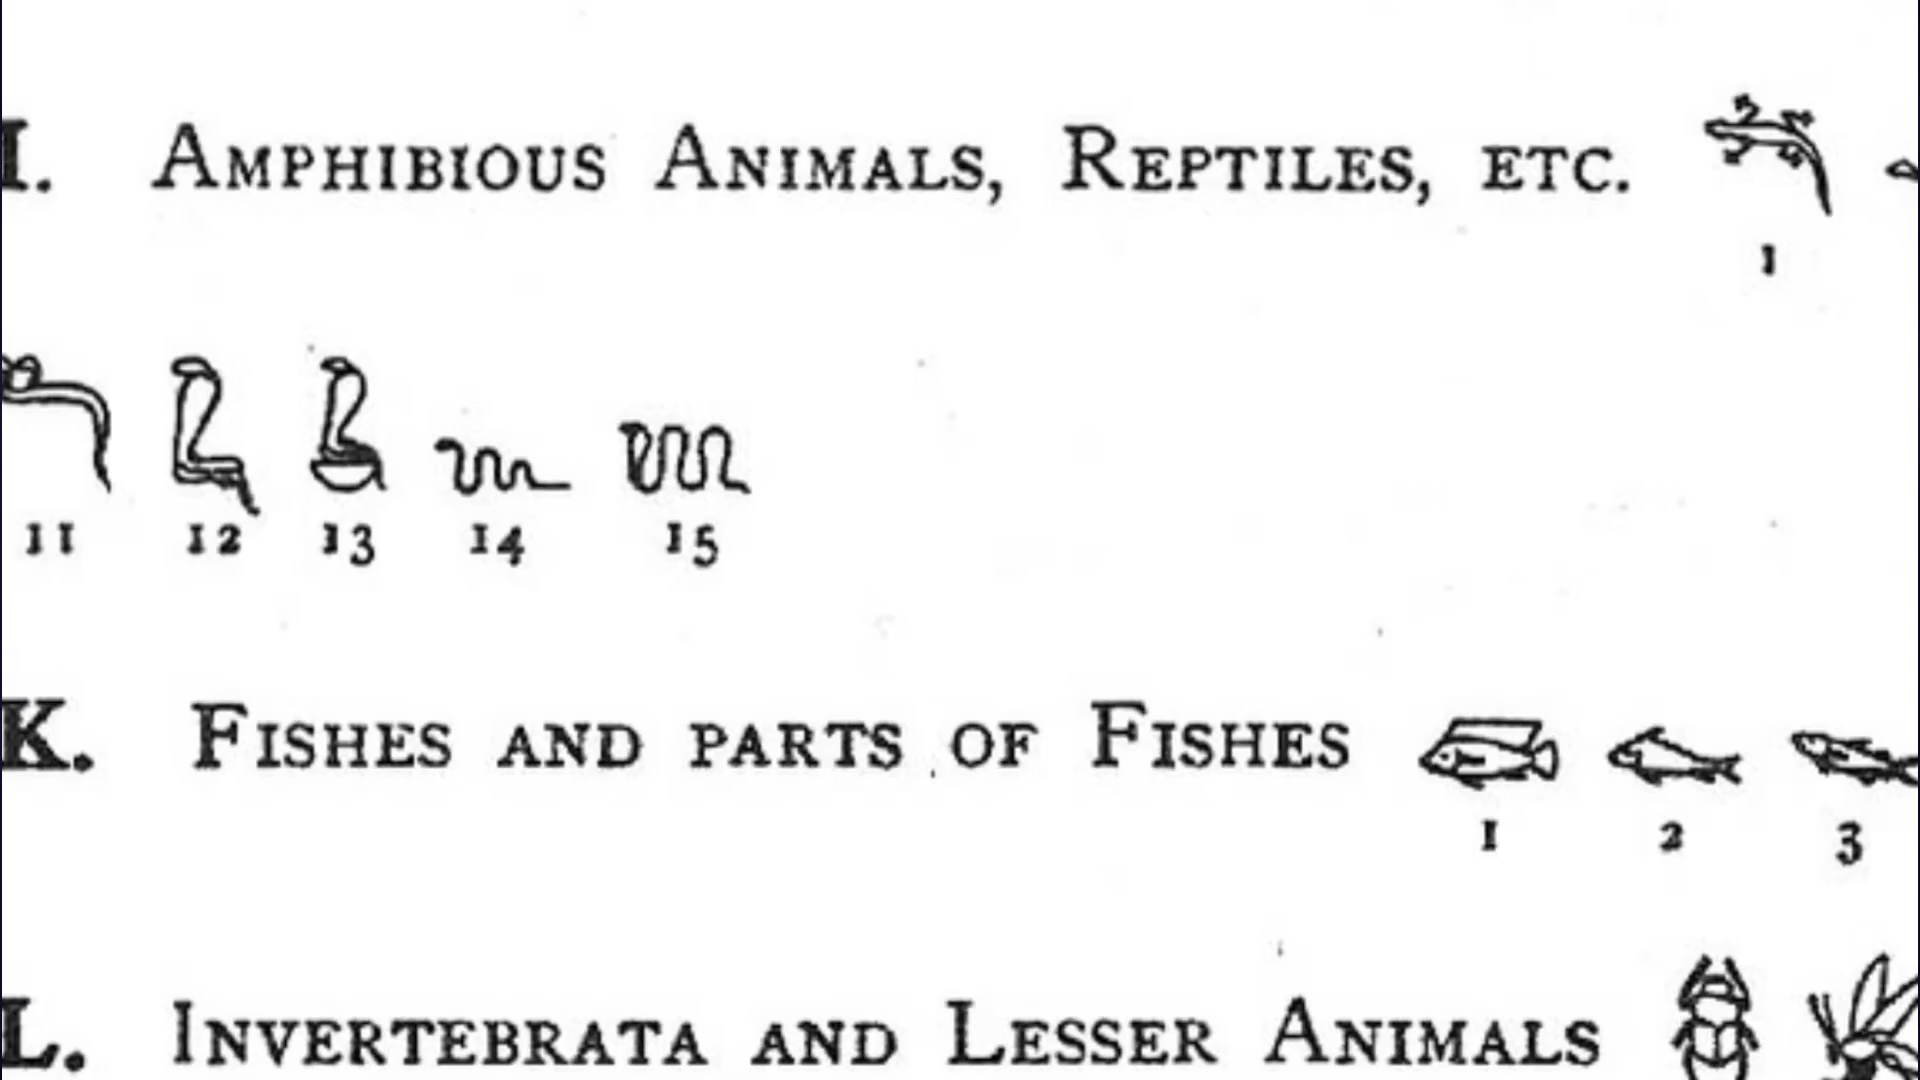 I. AMPHIBIOUS ANIMALS, REPTILES, ETC.
1
11 12 13 14 15
K. FISHES AND PARTS OF FISHES
1 2 3
L. INVERTEBRATA AND LESSER ANIMALS